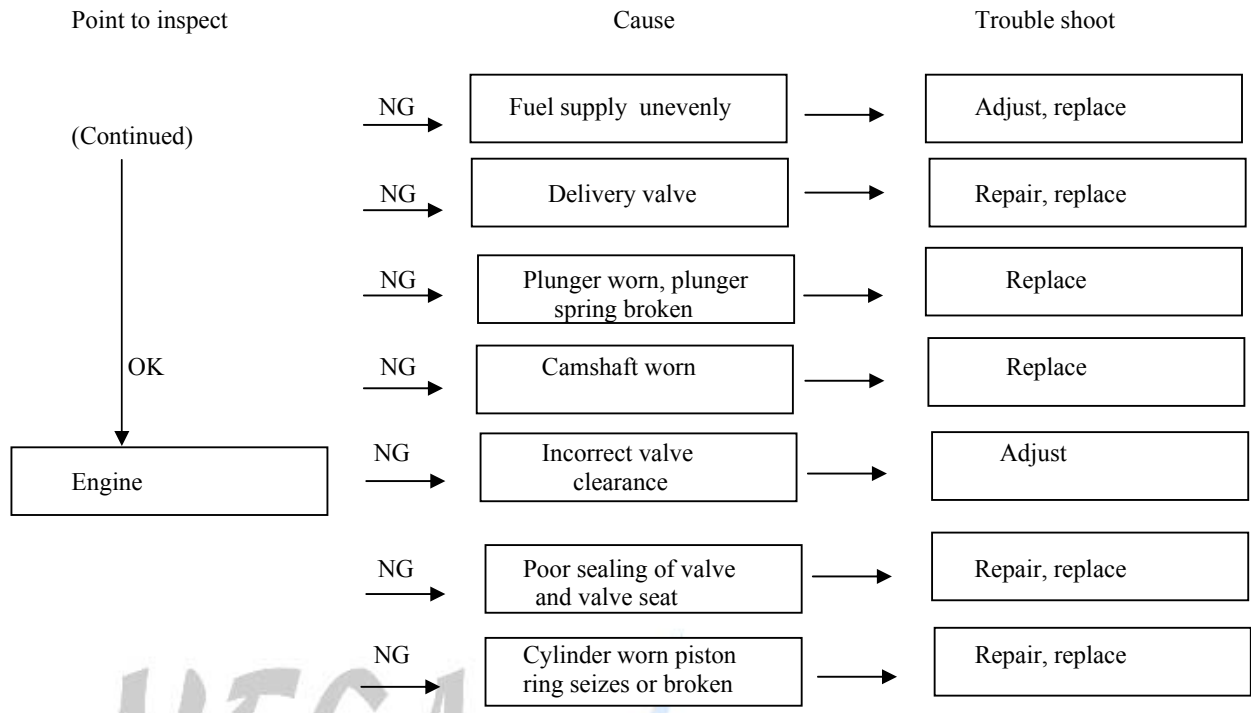 Point to inspect Cause Trouble shoot
(Continued)
NG Fuel supply unevenly Adjust, replace
NG Delivery valve Repair, replace
NG Plunger worn, plunger
spring broken
Replace
OK
NG Camshaft worn Replace
Engine
NG Incorrect valve
clearance
Adjust
NG Poor sealing of valve
and valve seat
Repair, replace
NG Cylinder worn piston
ring seizes or broken
Repair, replace